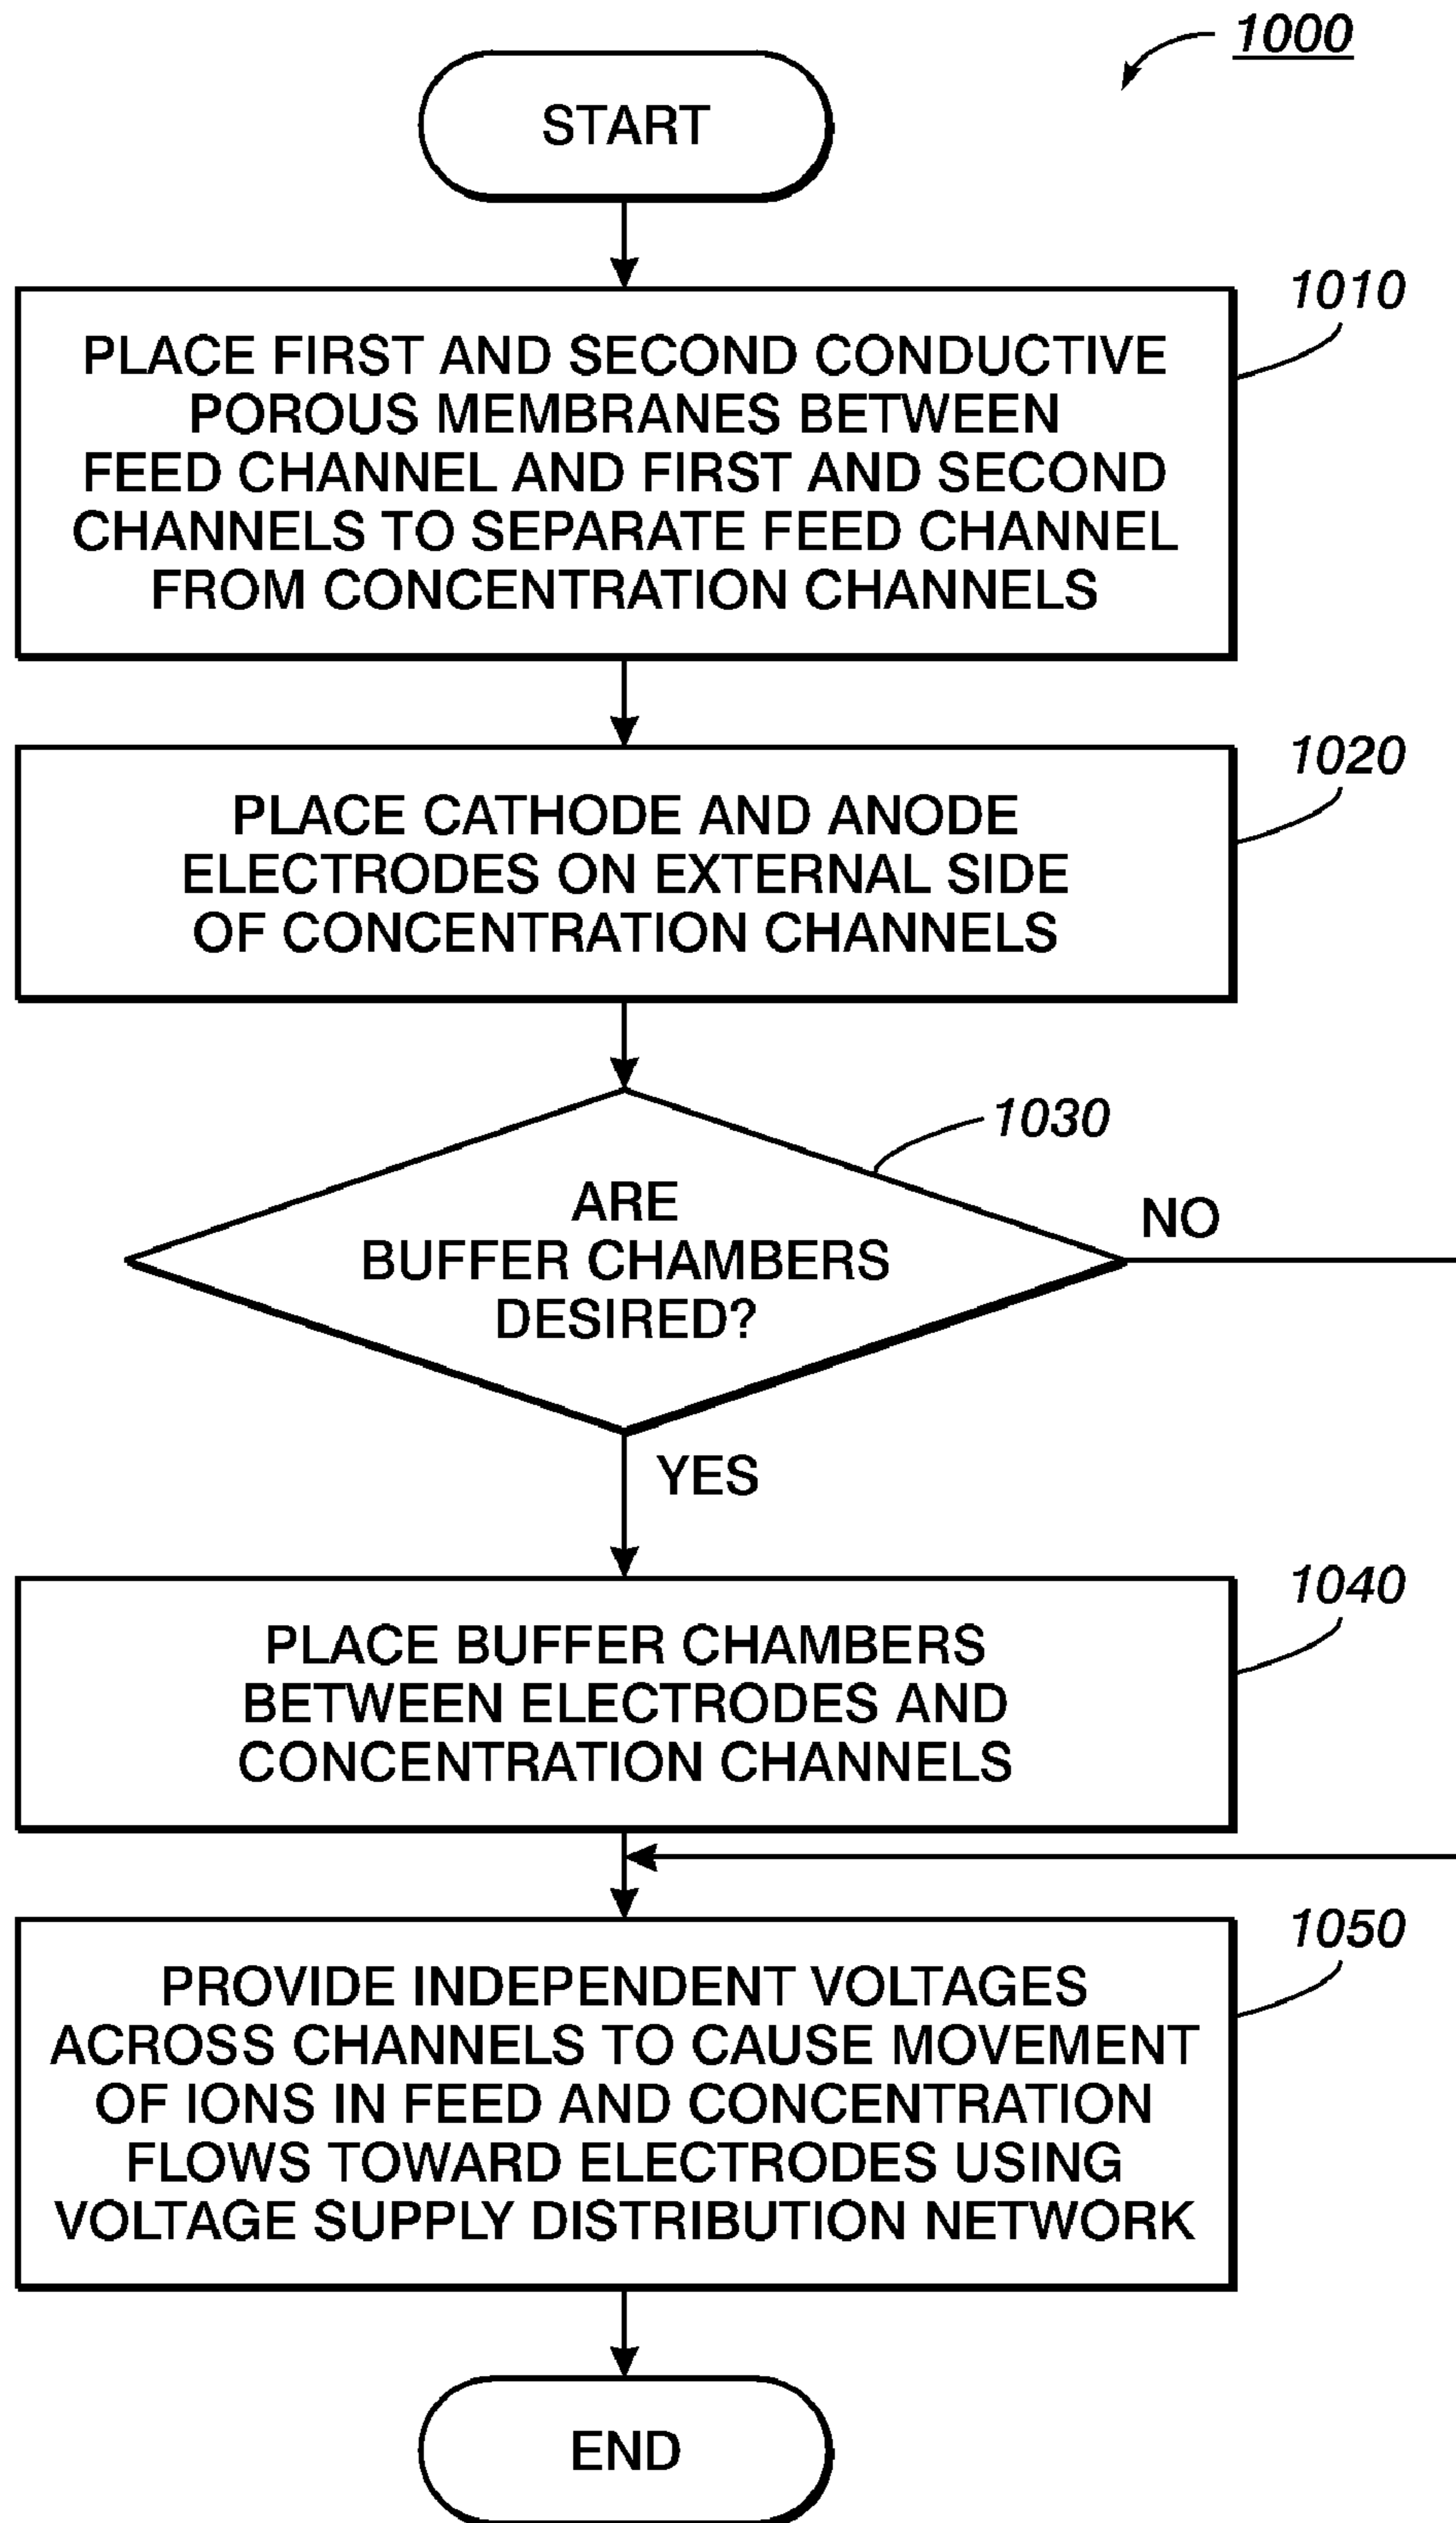 1000
START
1010
PLACE FIRST AND SECOND CONDUCTIVE
POROUS MEMBRANES BETWEEN
FEED CHANNEL AND FIRST AND SECOND
CHANNELS TO SEPARATE FEED CHANNEL
FROM CONCENTRATION CHANNELS
1020
PLACE CATHODE AND ANODE
ELECTRODES ON EXTERNAL SIDE
OF CONCENTRATION CHANNELS
1030
ARE
BUFFER CHAMBERS
DESIRED?
NO
YES
1040
PLACE BUFFER CHAMBERS
BETWEEN ELECTRODES AND
CONCENTRATION CHANNELS
1050
PROVIDE INDEPENDENT VOLTAGES
ACROSS CHANNELS TO CAUSE MOVEMENT
OF IONS IN FEED AND CONCENTRATION
FLOWS TOWARD ELECTRODES USING
VOLTAGE SUPPLY DISTRIBUTION NETWORK
END